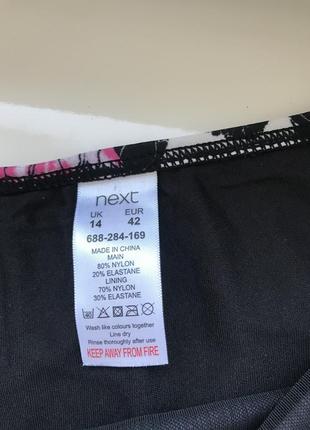 next
UK EUR
14 42
688-284-169
MADE IN CHINA
MAIN
80% NYLON
20% ELASTANE
LINING
70% NYLON
30% ELASTANE
Wash like colours together
Line dry
Rinse thoroughly after use
KEEP AWAY FROM FIRE